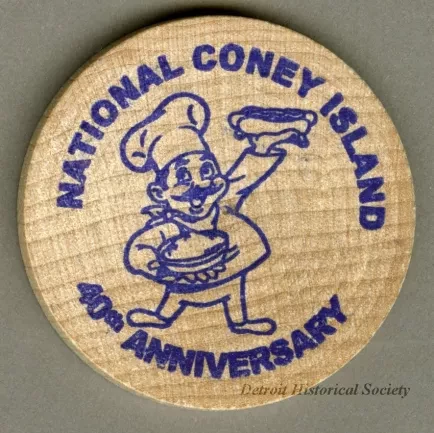 NATIONAL CONEY ISLAND
40th ANNIVERSARY
Detroit Historical Society